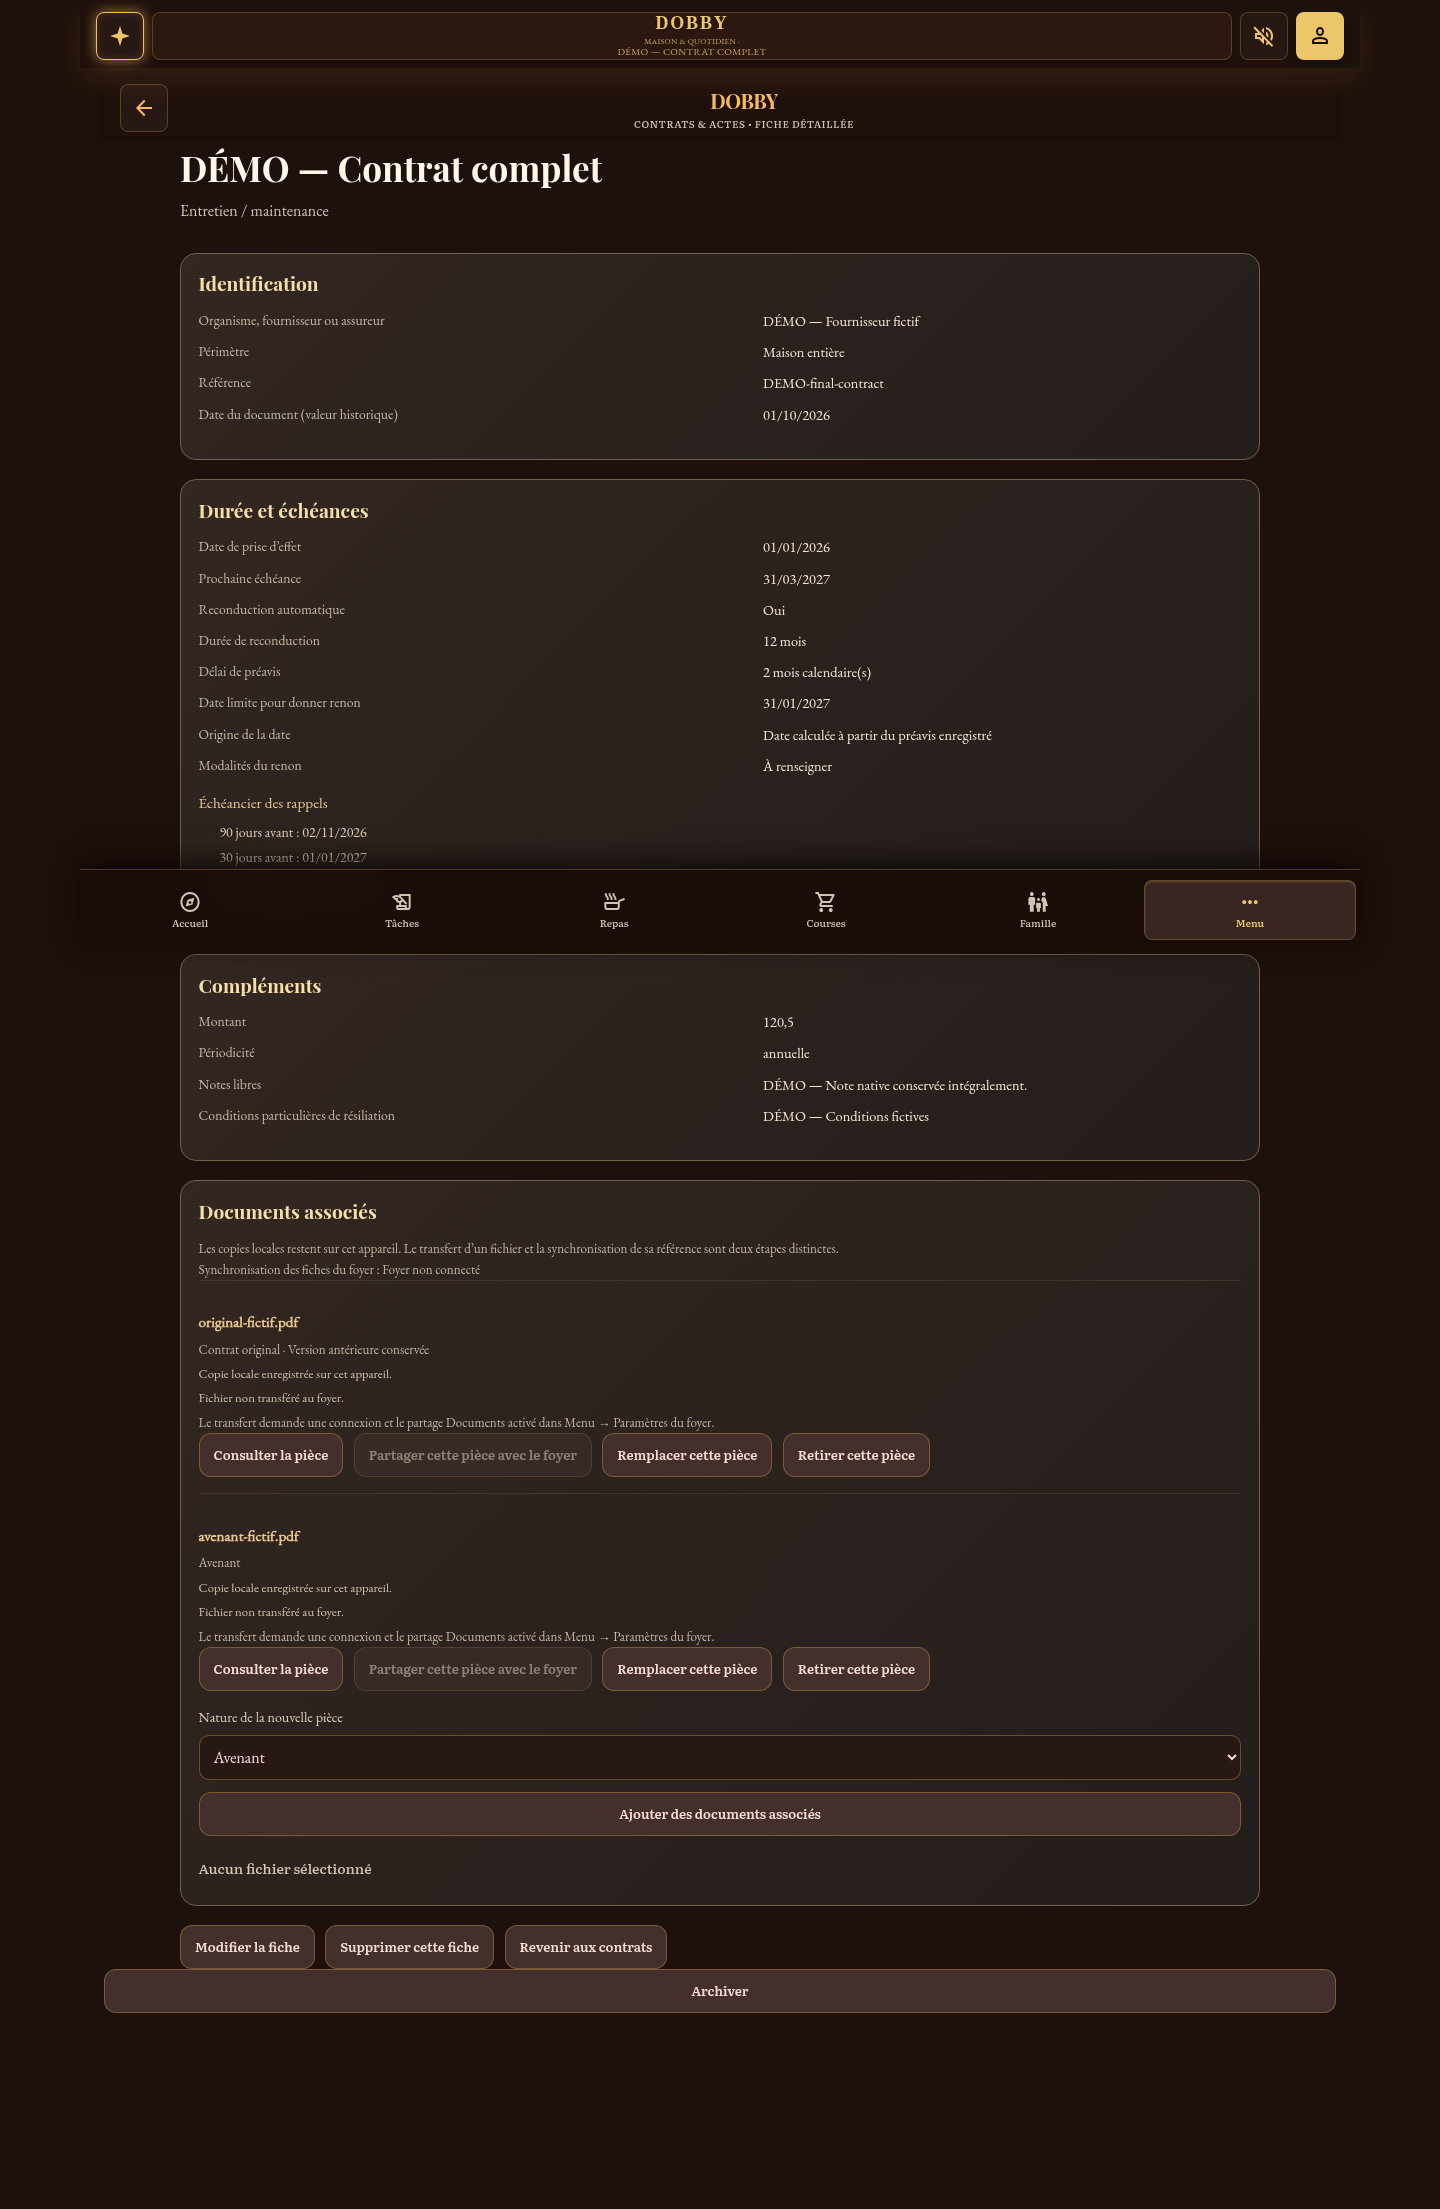 DOBBY
MAISON & QUOTIDIEN ·
DÉMO — CONTRAT COMPLET
DOBBY
CONTRATS & ACTES • FICHE DÉTAILLÉE
DÉMO — Contrat complet
Entretien / maintenance
Identification
Organisme, fournisseur ou assureur DÉMO — Fournisseur fictif
Périmètre Maison entière
Référence DEMO-final-contract
Date du document (valeur historique) 01/10/2026
Durée et échéances
Date de prise d’effet 01/01/2026
Prochaine échéance 31/03/2027
Reconduction automatique Oui
Durée de reconduction 12 mois
Délai de préavis 2 mois calendaire(s)
Date limite pour donner renon 31/01/2027
Origine de la date Date calculée à partir du préavis enregistré
Modalités du renon À renseigner
Échéancier des rappels
90 jours avant : 02/11/2026
30 jours avant : 01/01/2027
Accueil Tâches Repas Courses Famille Menu
Compléments
Montant 120,5
Périodicité annuelle
Notes libres DÉMO — Note native conservée intégralement.
Conditions particulières de résiliation DÉMO — Conditions fictives
Documents associés
Les copies locales restent sur cet appareil. Le transfert d’un fichier et la synchronisation de sa référence sont deux étapes distinctes.
Synchronisation des fiches du foyer : Foyer non connecté
original-fictif.pdf
Contrat original · Version antérieure conservée
Copie locale enregistrée sur cet appareil.
Fichier non transféré au foyer.
Le transfert demande une connexion et le partage Documents activé dans Menu → Paramètres du foyer.
Consulter la pièce Partager cette pièce avec le foyer Remplacer cette pièce Retirer cette pièce
avenant-fictif.pdf
Avenant
Copie locale enregistrée sur cet appareil.
Fichier non transféré au foyer.
Le transfert demande une connexion et le partage Documents activé dans Menu → Paramètres du foyer.
Consulter la pièce Partager cette pièce avec le foyer Remplacer cette pièce Retirer cette pièce
Nature de la nouvelle pièce
Avenant
Ajouter des documents associés
Aucun fichier sélectionné
Modifier la fiche Supprimer cette fiche Revenir aux contrats
Archiver